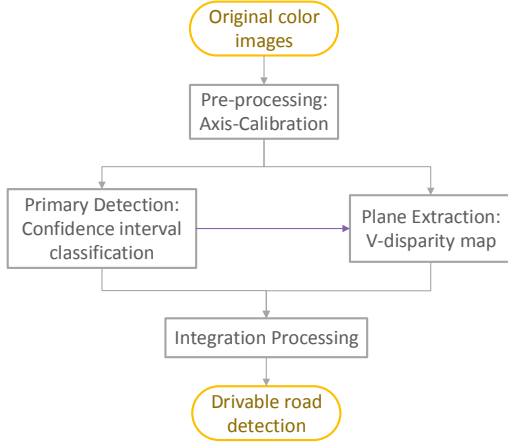 Original color
images
Pre-processing:
Axis-Calibration
Primary Detection:
Confidence interval
classification
Plane Extraction:
V-disparity map
Integration Processing
Drivable road
detection